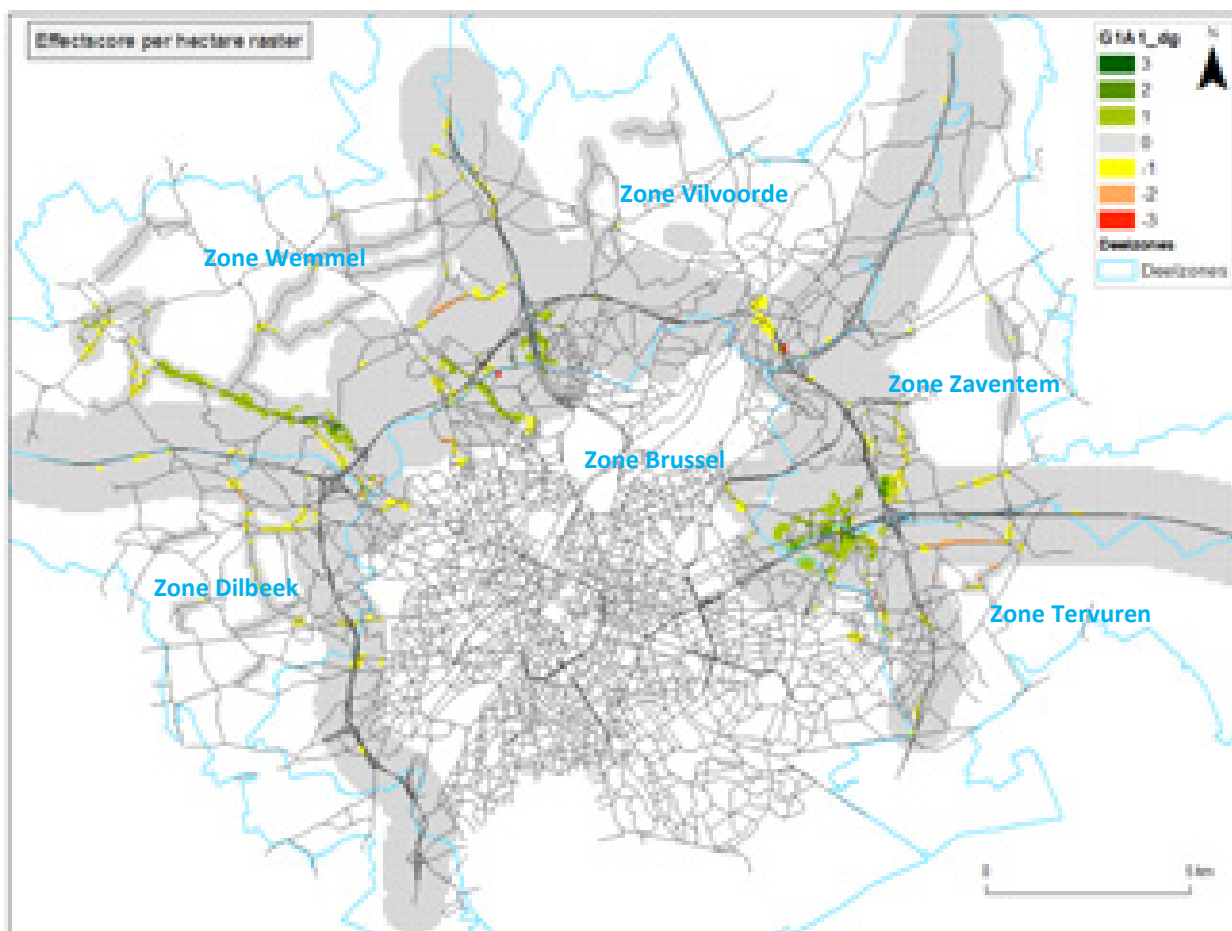 Effectscore per hectare raster
G1A1_dg
N
3
2
1
0
-1
-2
-3
Deelzones
Deelzones
Zone Vilvoorde
Zone Wemmel
Zone Zaventem
Zone Brussel
Zone Dilbeek
Zone Tervuren
0 5 km